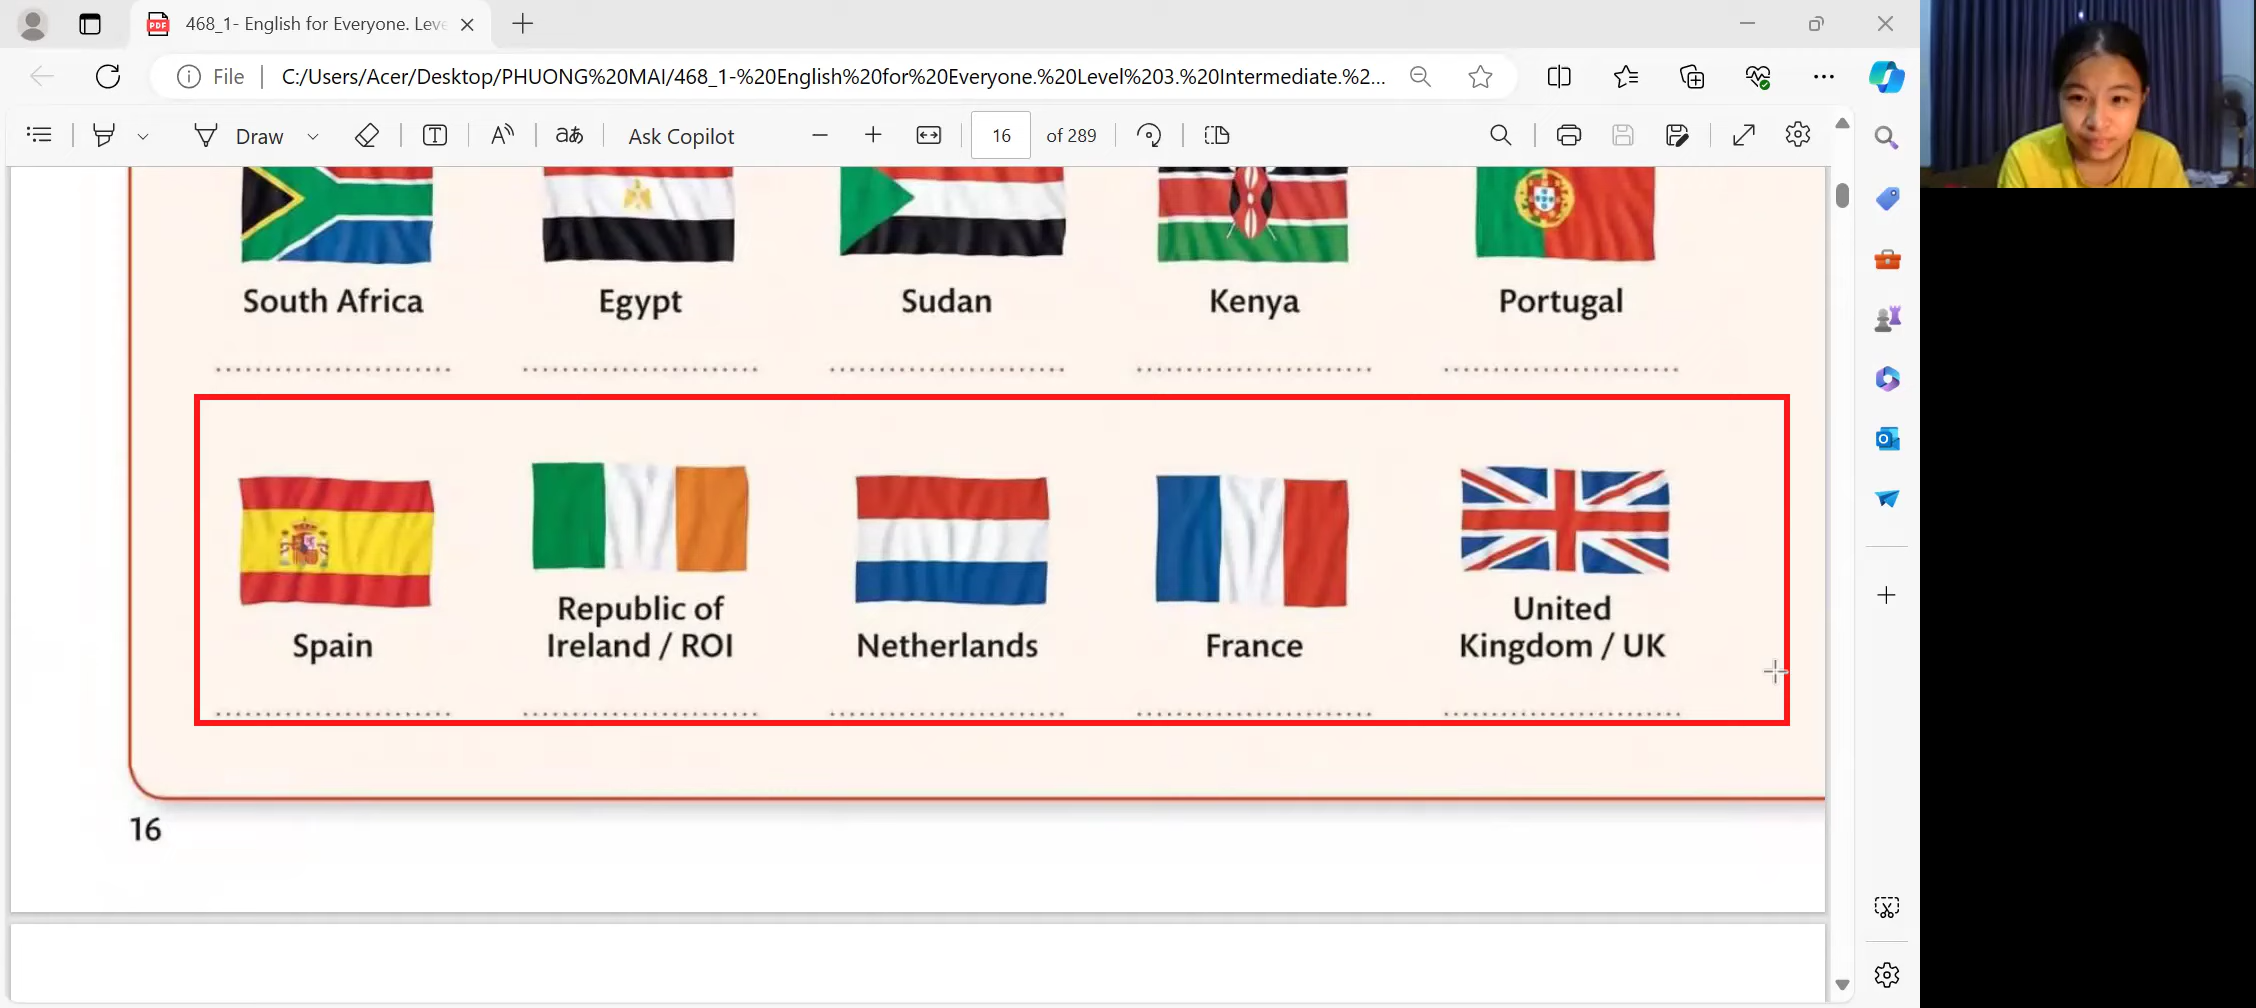 468_1- English for Everyone. Leve
File
C:/Users/Acer/Desktop/PHUONG%20MAI/468_1-%20English%20for%20Everyone.%20Level%203.%20Intermediate.%2...
Draw
Ask Copilot
16
of 289
South Africa
Egypt
Sudan
Kenya
Portugal
Spain
Republic of
Ireland / ROI
Netherlands
France
United
Kingdom / UK
16